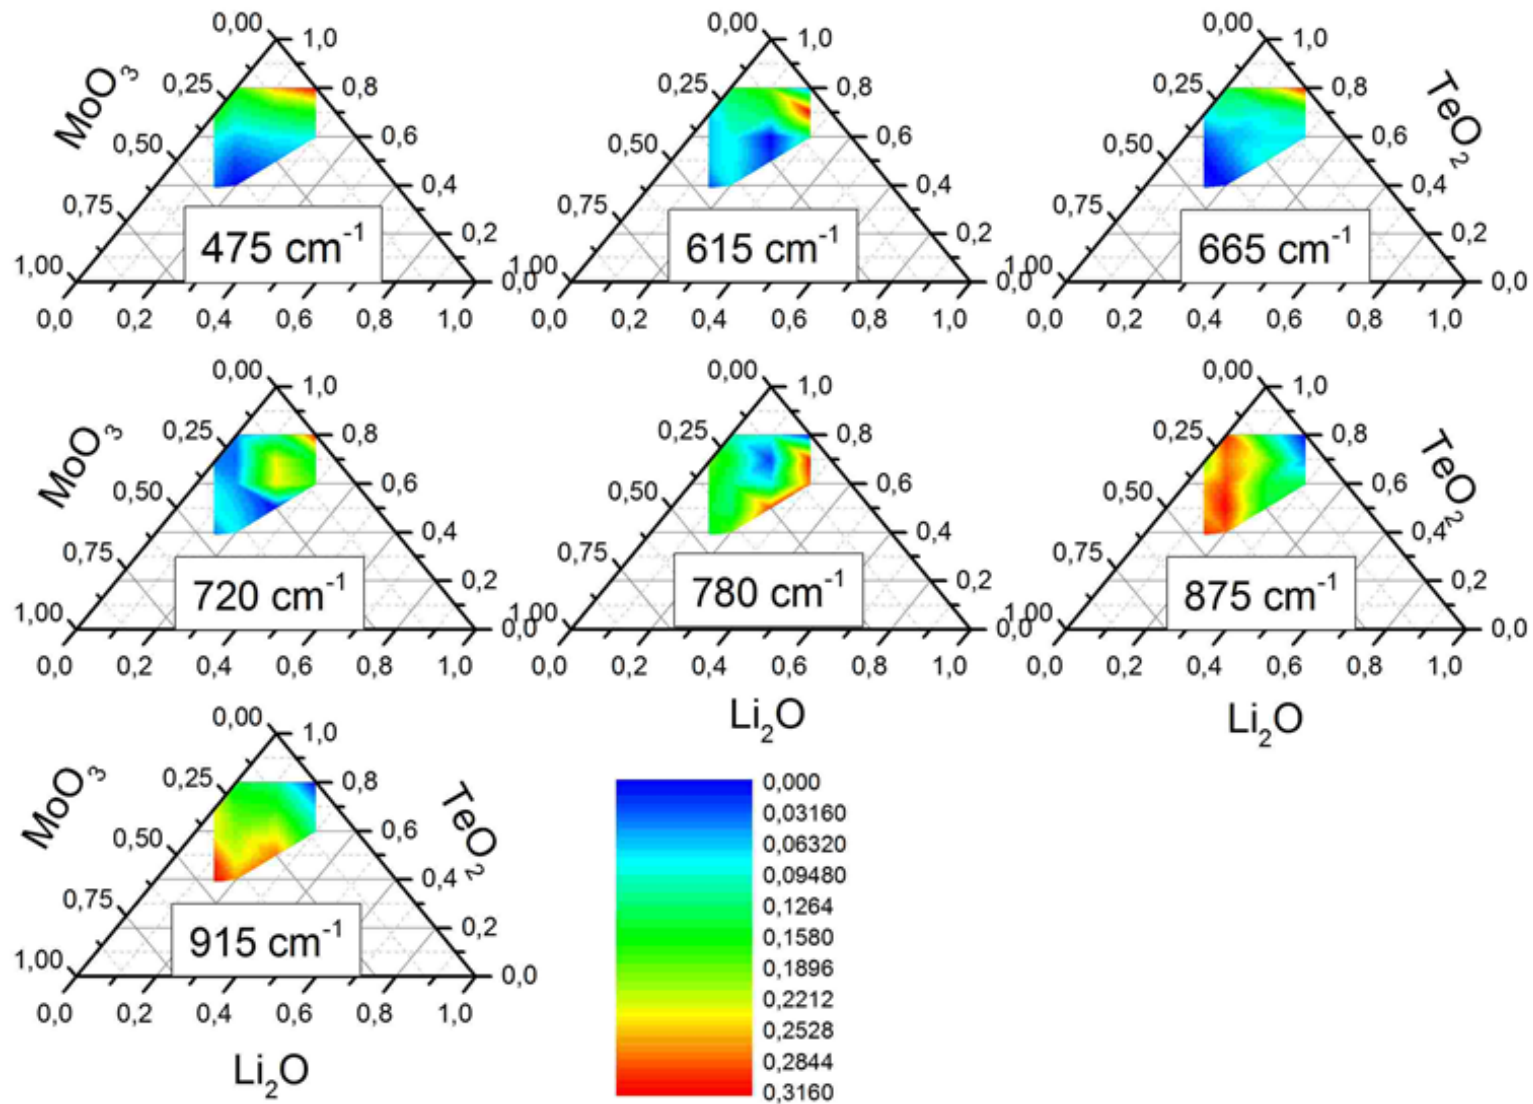 0,00 1,0 0,00 1,0 0,00 1,0
MoO₃ 0,25 0,8 0,25 0,8 0,25 0,8 TeO₂
0,50 0,6 0,50 0,6 0,50 0,6
0,75 0,4 0,75 0,4 0,75 0,4
475 cm⁻¹ 0,2 615 cm⁻¹ 0,2 665 cm⁻¹ 0,2
1,00 0,0 1,00 0,0 1,00 0,0
0,0 0,2 0,4 0,6 0,8 1,0 0,0 0,2 0,4 0,6 0,8 1,0 0,0 0,2 0,4 0,6 0,8 1,0
0,00 1,0 0,00 1,0 0,00 1,0
MoO₃ 0,25 0,8 0,25 0,8 0,25 0,8 TeO₂
0,50 0,6 0,50 0,6 0,50 0,6
0,75 0,4 0,75 0,4 0,75 0,4
720 cm⁻¹ 0,2 780 cm⁻¹ 0,2 875 cm⁻¹ 0,2
1,00 0,0 1,00 0,0 1,00 0,0
0,0 0,2 0,4 0,6 0,8 1,0 0,0 0,2 0,4 0,6 0,8 1,0 0,0 0,2 0,4 0,6 0,8 1,0
Li₂O Li₂O
0,00 1,0
MoO₃ 0,25 0,8 TeO₂
0,50 0,6
0,75 0,4
915 cm⁻¹ 0,2
1,00 0,0
0,0 0,2 0,4 0,6 0,8 1,0
Li₂O
0,000
0,03160
0,06320
0,09480
0,1264
0,1580
0,1896
0,2212
0,2528
0,2844
0,3160